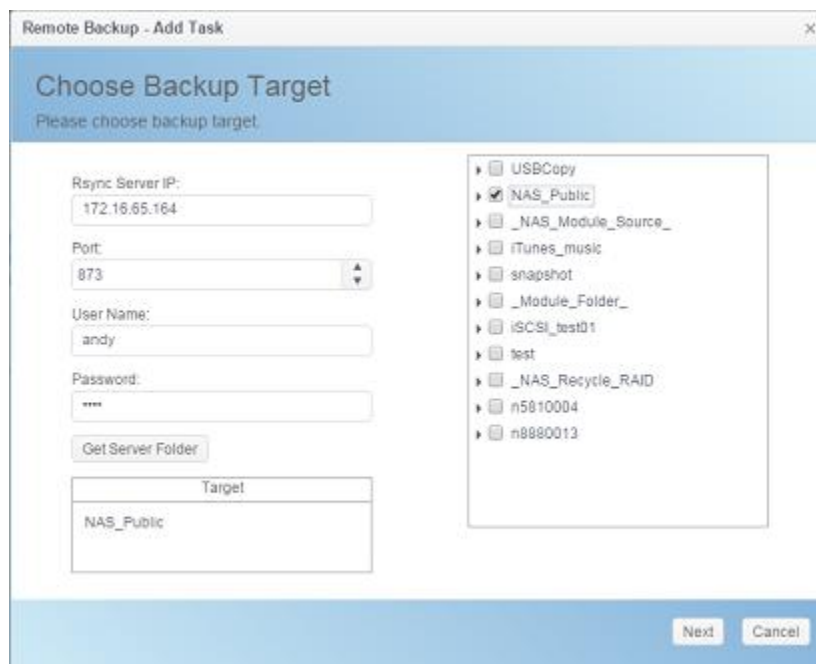 Remote Backup - Add Task
Choose Backup Target
Please choose backup target.
Rsync Server IP:
172.16.65.164
Port:
873
User Name:
andy
Password:
****
Get Server Folder
Target
NAS_Public
USBCopy
NAS_Public
_NAS_Module_Source_
iTunes_music
snapshot
_Module_Folder_
iSCSI_test01
test
_NAS_Recycle_RAID
n5810004
n8880013
Next
Cancel